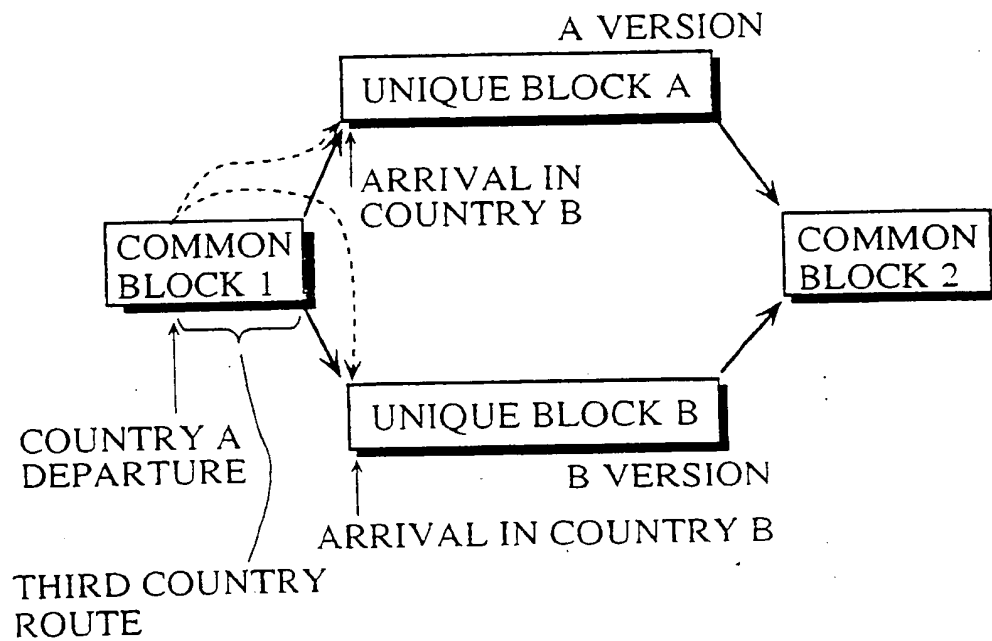 A VERSION
UNIQUE BLOCK A
ARRIVAL IN
COUNTRY B
COMMON
BLOCK 1
COMMON
BLOCK 2
UNIQUE BLOCK B
COUNTRY A
DEPARTURE
B VERSION
ARRIVAL IN COUNTRY B
THIRD COUNTRY
ROUTE